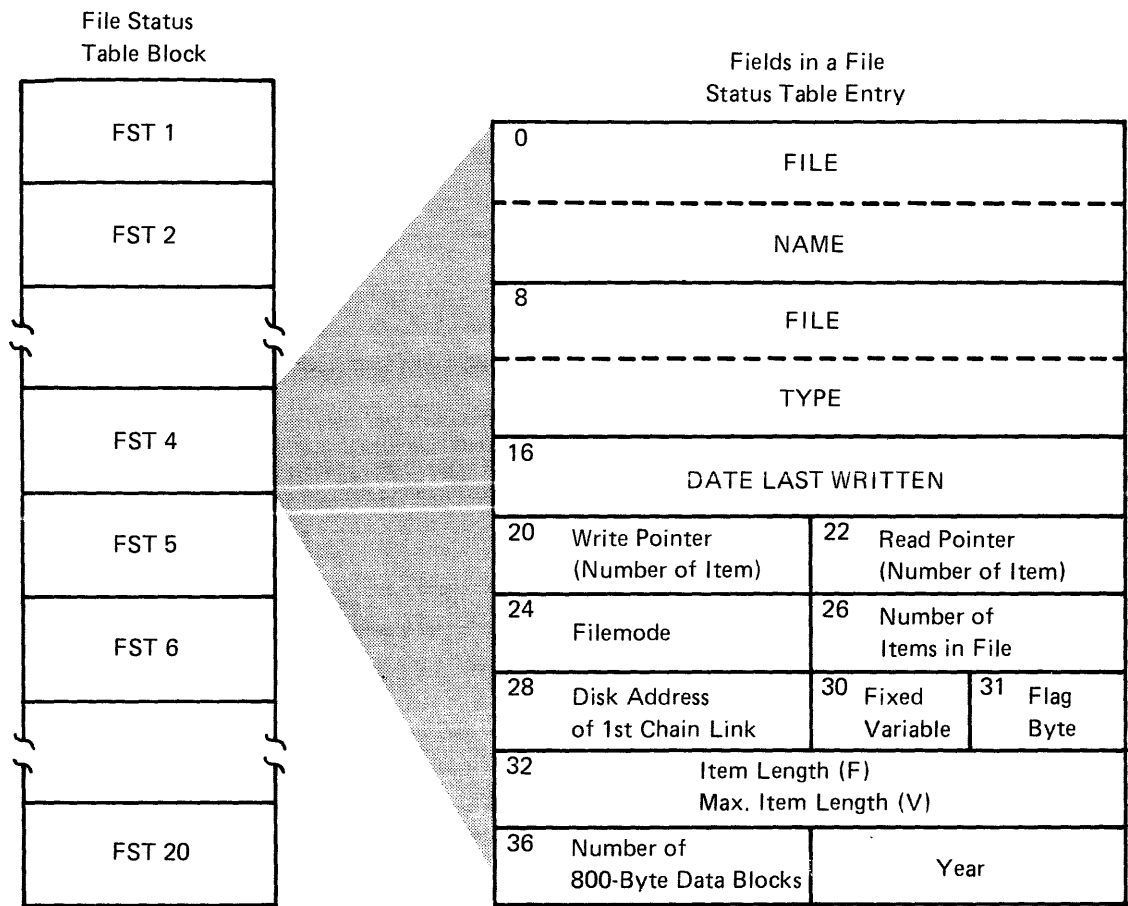 File Status
Table Block
FST 1
FST 2
FST 4
FST 5
FST 6
FST 20
Fields in a File
Status Table Entry
0
FILE
NAME
8
FILE
TYPE
16
DATE LAST WRITTEN
20 Write Pointer
(Number of Item)
22 Read Pointer
(Number of Item)
24
Filemode
26 Number of
Items in File
28 Disk Address
of 1st Chain Link
30 Fixed
Variable
31 Flag
Byte
32 Item Length (F)
Max. Item Length (V)
36 Number of
800-Byte Data Blocks
Year